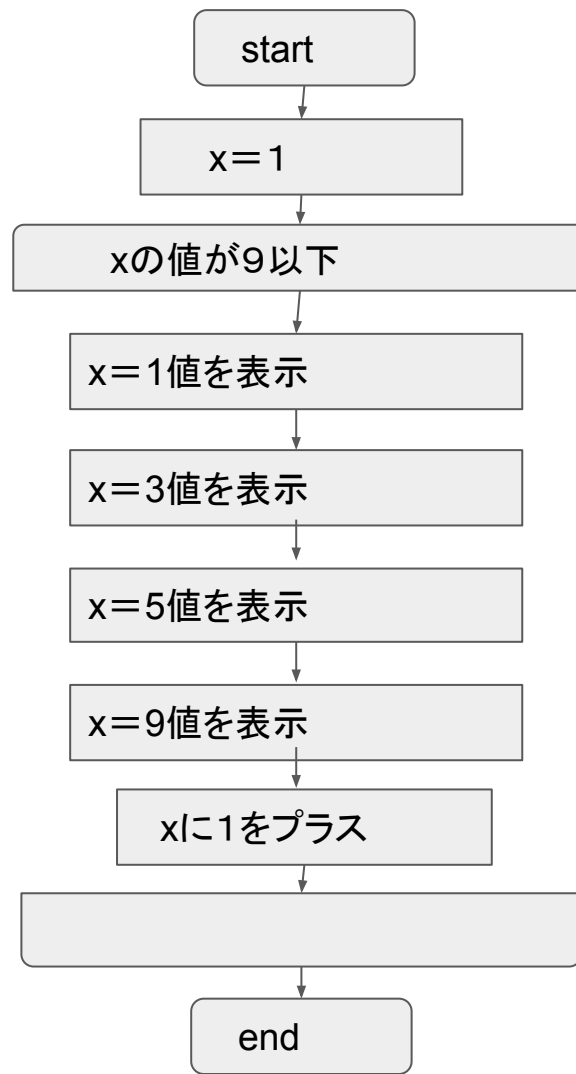 start
x＝１
xの値が９以下
x＝1値を表示
x＝3値を表示
x＝5値を表示
x＝9値を表示
xに１をプラス
end